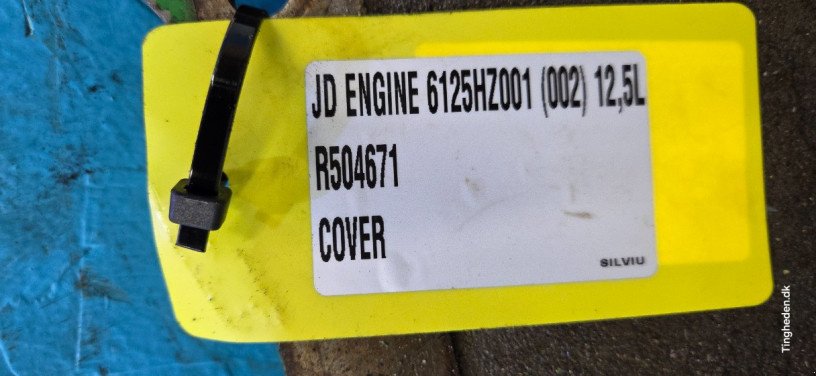 JD ENGINE 6125HZ001 (002) 12,5L
R504671
COVER
SILVIU
Tingheden.dk